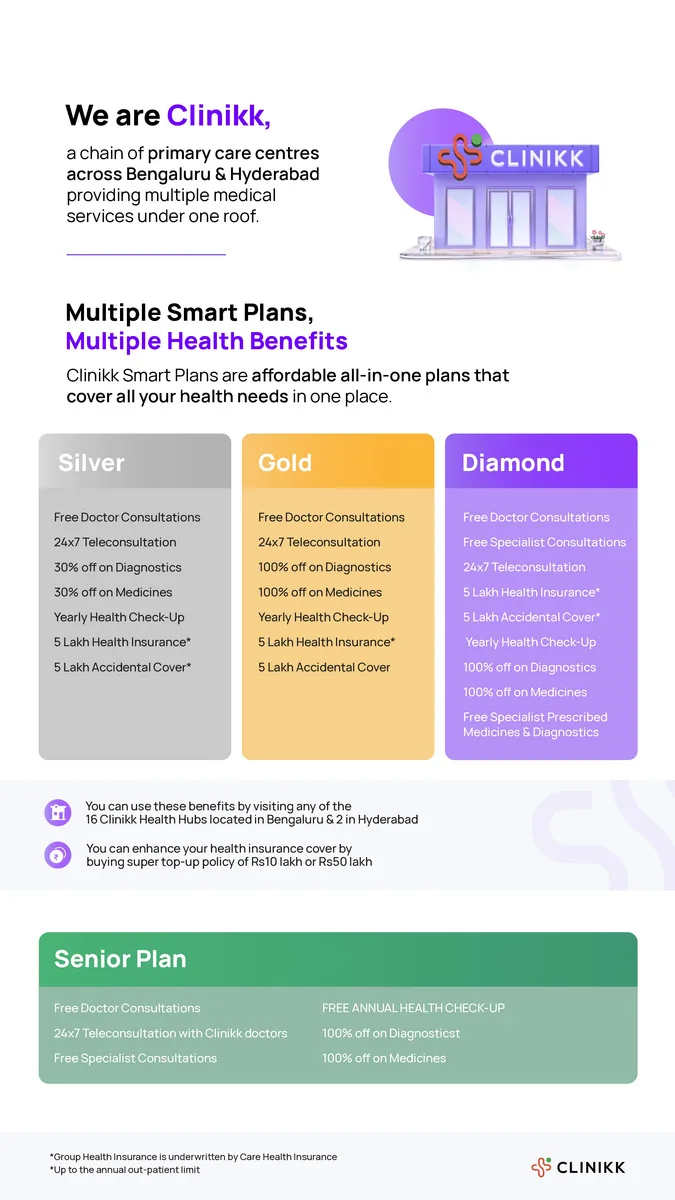 We are Clinikk,
a chain of primary care centres
across Bengaluru & Hyderabad
providing multiple medical
services under one roof.
CLINIKK
Multiple Smart Plans,
Multiple Health Benefits
Clinikk Smart Plans are affordable all-in-one plans that
cover all your health needs in one place.
Silver
Free Doctor Consultations
24x7 Teleconsultation
30% off on Diagnostics
30% off on Medicines
Yearly Health Check-Up
5 Lakh Health Insurance*
5 Lakh Accidental Cover*
Gold
Free Doctor Consultations
24x7 Teleconsultation
100% off on Diagnostics
100% off on Medicines
Yearly Health Check-Up
5 Lakh Health Insurance*
5 Lakh Accidental Cover
Diamond
Free Doctor Consultations
Free Specialist Consultations
24x7 Teleconsultation
5 Lakh Health Insurance*
5 Lakh Accidental Cover*
Yearly Health Check-Up
100% off on Diagnostics
100% off on Medicines
Free Specialist Prescribed
Medicines & Diagnostics
You can use these benefits by visiting any of the
16 Clinikk Health Hubs located in Bengaluru & 2 in Hyderabad
₹
You can enhance your health insurance cover by
buying super top-up policy of Rs10 lakh or Rs50 lakh
Senior Plan
Free Doctor Consultations
24x7 Teleconsultation with Clinikk doctors
Free Specialist Consultations
FREE ANNUAL HEALTH CHECK-UP
100% off on Diagnosticst
100% off on Medicines
*Group Health Insurance is underwritten by Care Health Insurance
*Up to the annual out-patient limit
CLINIKK